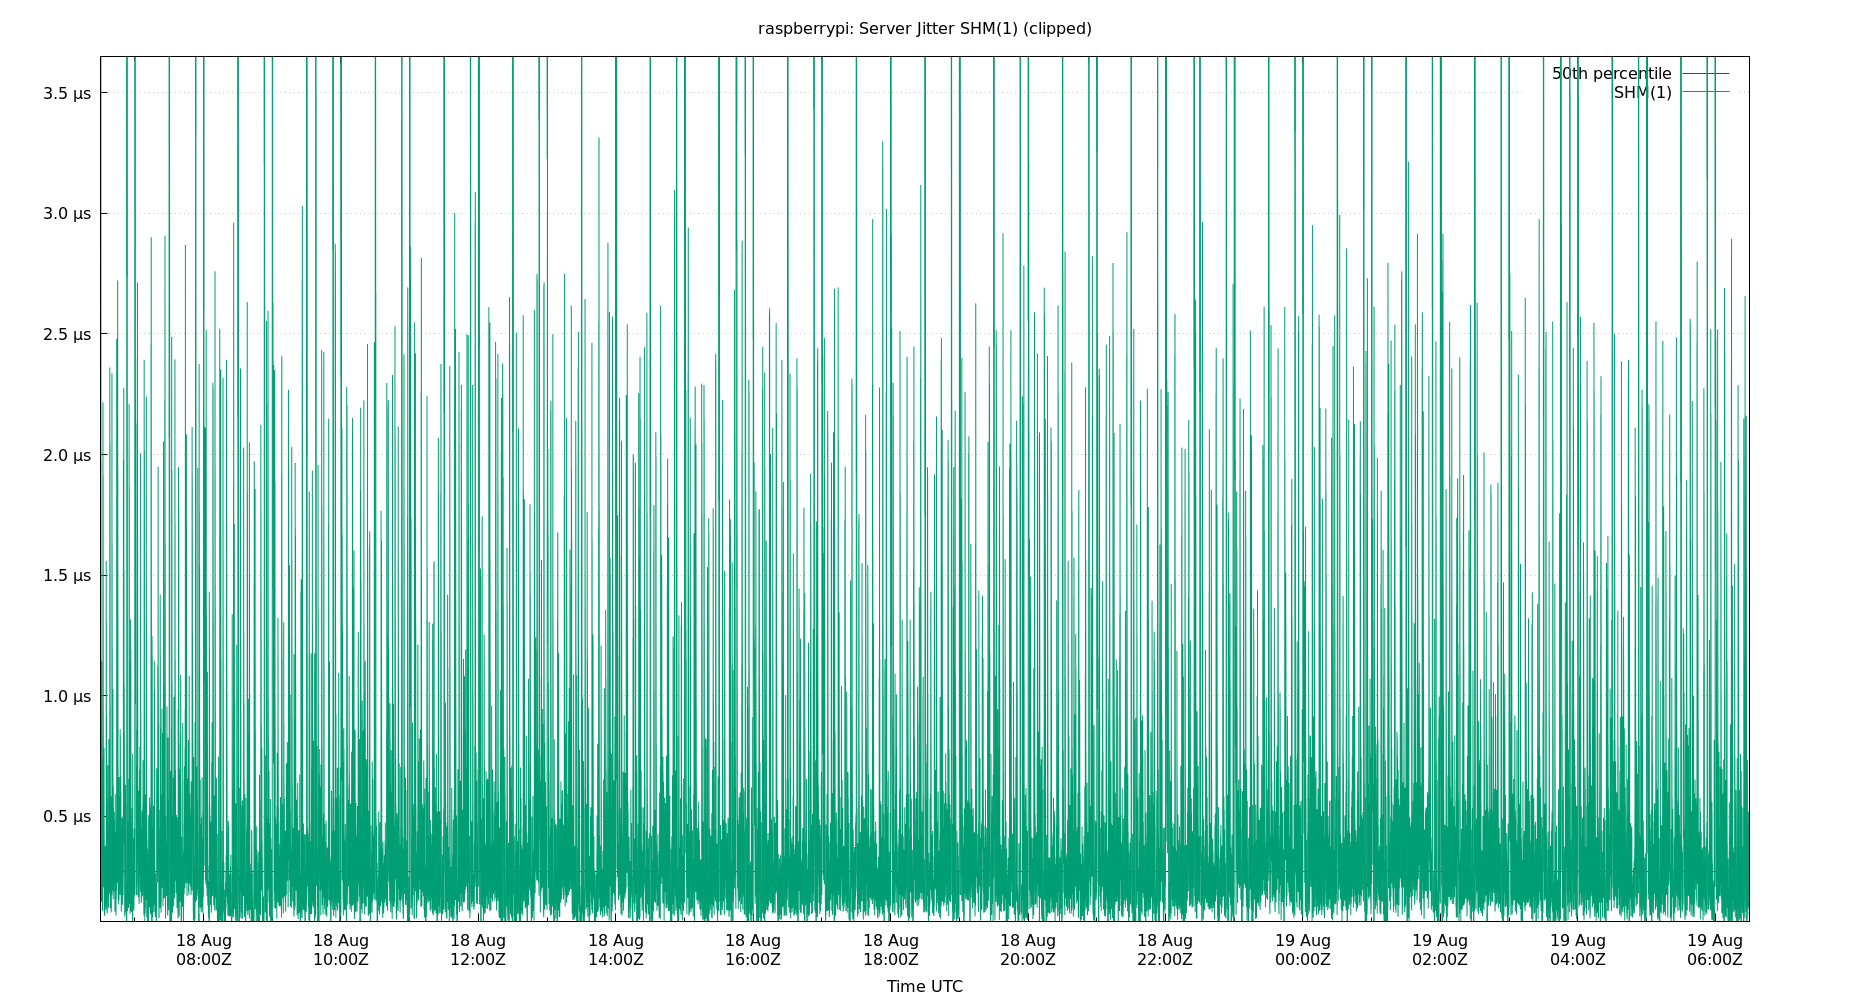 raspberrypi: Server Jitter SHM(1) (clipped)
50th percentile
SHM(1)
3.5 µs
3.0 µs
2.5 µs
2.0 µs
1.5 µs
1.0 µs
0.5 µs
18 Aug 18 Aug 18 Aug 18 Aug 18 Aug 18 Aug 18 Aug 18 Aug 19 Aug 19 Aug 19 Aug 19 Aug
08:00Z 10:00Z 12:00Z 14:00Z 16:00Z 18:00Z 20:00Z 22:00Z 00:00Z 02:00Z 04:00Z 06:00Z
Time UTC